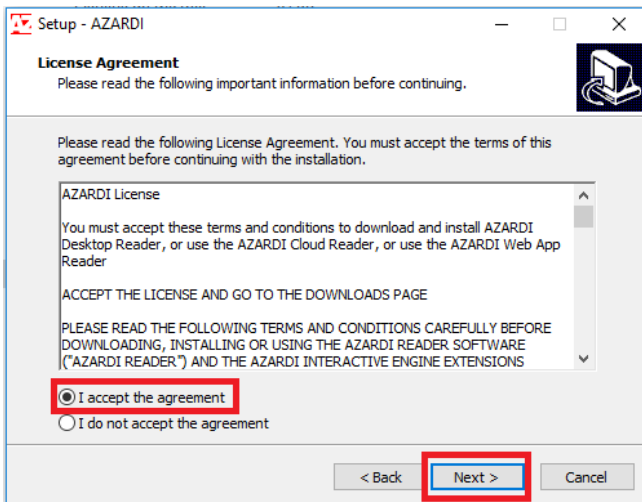 Setup - AZARDI
License Agreement
Please read the following important information before continuing.
Please read the following License Agreement. You must accept the terms of this
agreement before continuing with the installation.
AZARDI License
You must accept these terms and conditions to download and install AZARDI
Desktop Reader, or use the AZARDI Cloud Reader, or use the AZARDI Web App
Reader
ACCEPT THE LICENSE AND GO TO THE DOWNLOADS PAGE
PLEASE READ THE FOLLOWING TERMS AND CONDITIONS CAREFULLY BEFORE
DOWNLOADING, INSTALLING OR USING THE AZARDI READER SOFTWARE
("AZARDI READER") AND THE AZARDI INTERACTIVE ENGINE EXTENSIONS
I accept the agreement
I do not accept the agreement
< Back Next > Cancel